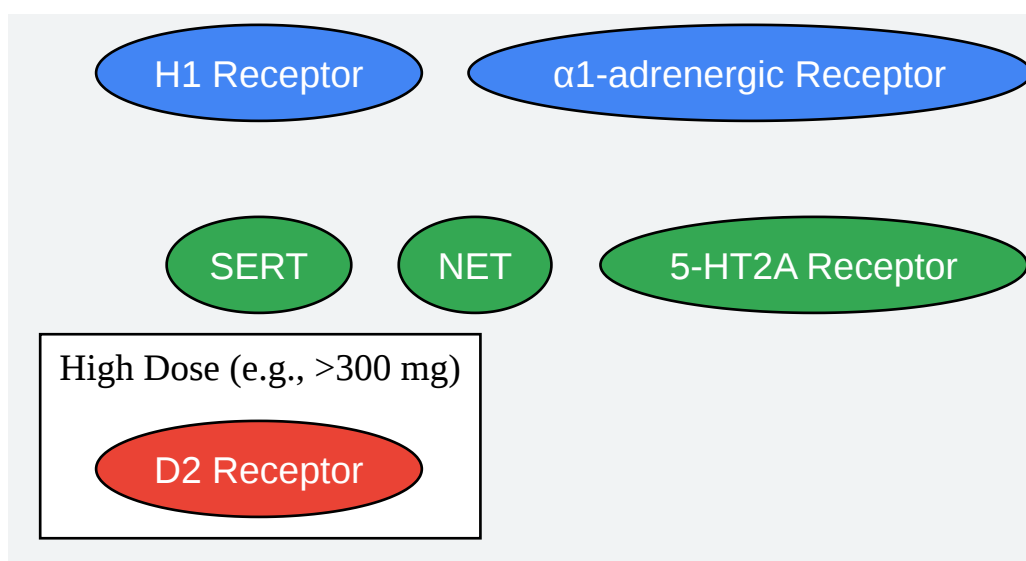 H1 Receptor
α1-adrenergic Receptor
SERT
NET
5-HT2A Receptor
High Dose (e.g., >300 mg)
D2 Receptor